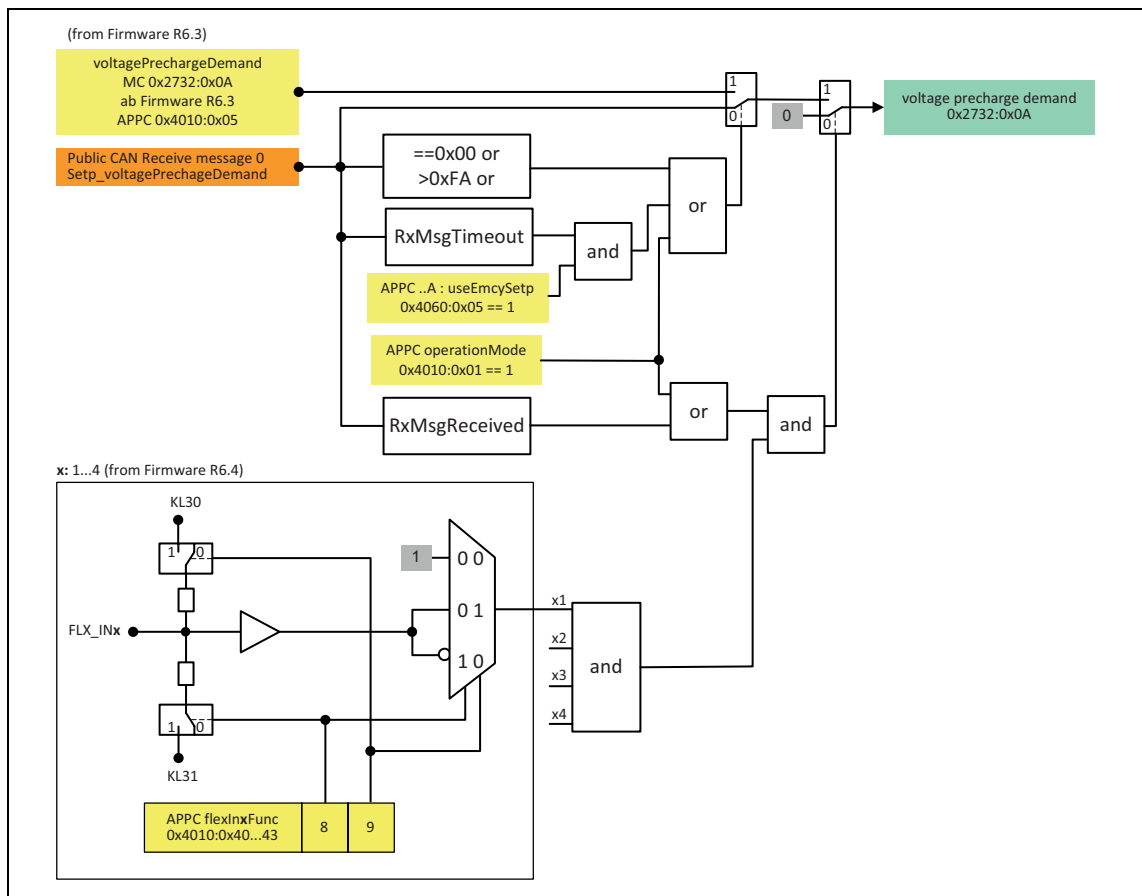 (from Firmware R6.3)
voltagePrechargeDemand
MC 0x2732:0x0A
ab Firmware R6.3
APPC 0x4010:0x05
1
0
0
1
0
voltage precharge demand
0x2732:0x0A
Public CAN Receive message 0
Setp_voltagePrechageDemand
==0x00 or
>0xFA or
or
RxMsgTimeout
and
APPC ..A : useEmcySetp
0x4060:0x05 == 1
APPC operationMode
0x4010:0x01 == 1
or
and
RxMsgReceived
x: 1...4 (from Firmware R6.4)
KL30
1 0
1
0 0
0 1
1 0
FLX_INx
x1
x2
x3
x4
and
1 0
KL31
APPC flexInxFunc
0x4010:0x40...43
8
9